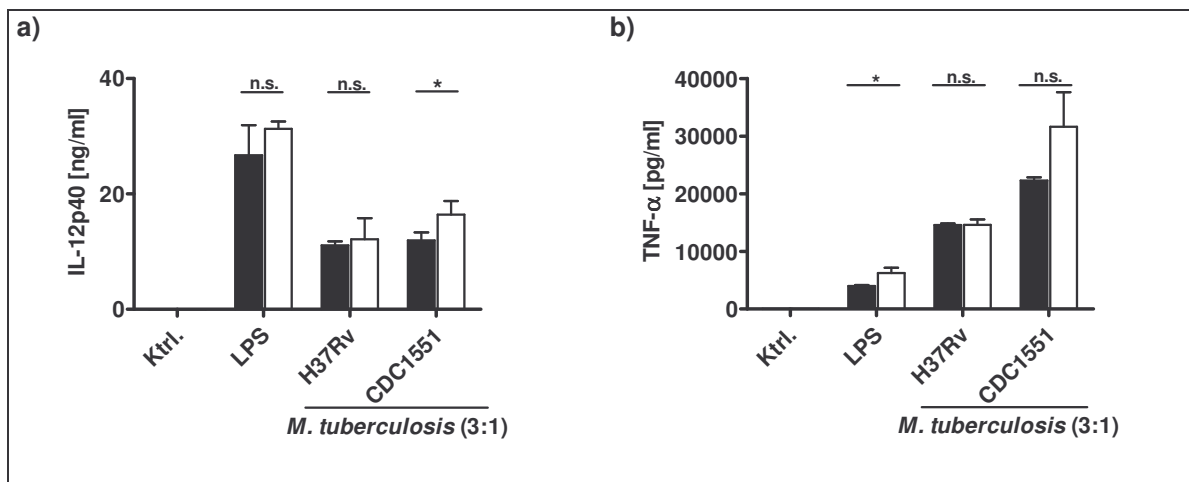 a)
IL-12p40 [ng/ml]
40
20
0
n.s.
n.s.
*
Ktrl.
LPS
H37Rv
CDC1551
M. tuberculosis (3:1)
b)
TNF-α [pg/ml]
40000
30000
20000
10000
0
*
n.s.
n.s.
Ktrl.
LPS
H37Rv
CDC1551
M. tuberculosis (3:1)